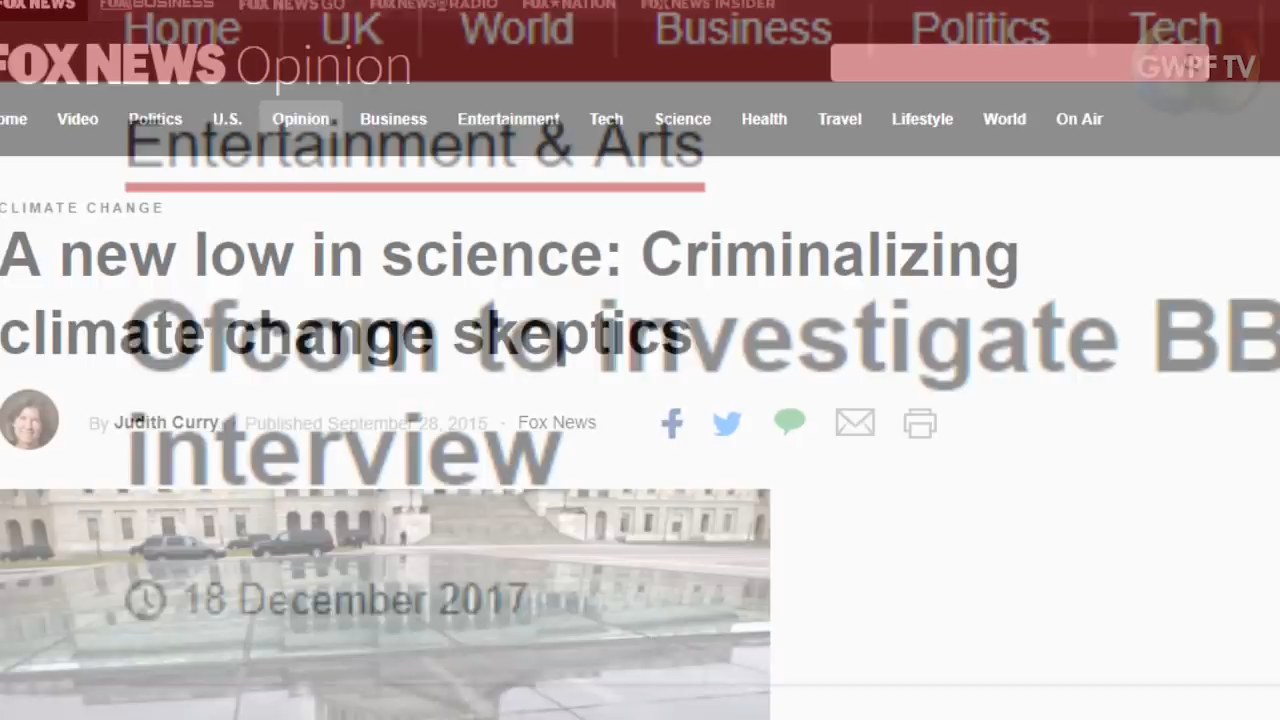 FOX NEWS FOX BUSINESS FOX NEWS GO FOX NEWS RADIO FOX NATION FOX NEWS INSIDER
Home UK World Business Politics Tech
FOX NEWS Opinion
GWPF TV
ome Video Politics U.S. Opinion Business Entertainment Tech Science Health Travel Lifestyle World On Air
Entertainment & Arts
CLIMATE CHANGE
A new low in science: Criminalizing
climate change skeptics
Ofcom to investigate BB
By Judith Curry Published September 28, 2015 · Fox News
interview
18 December 2017